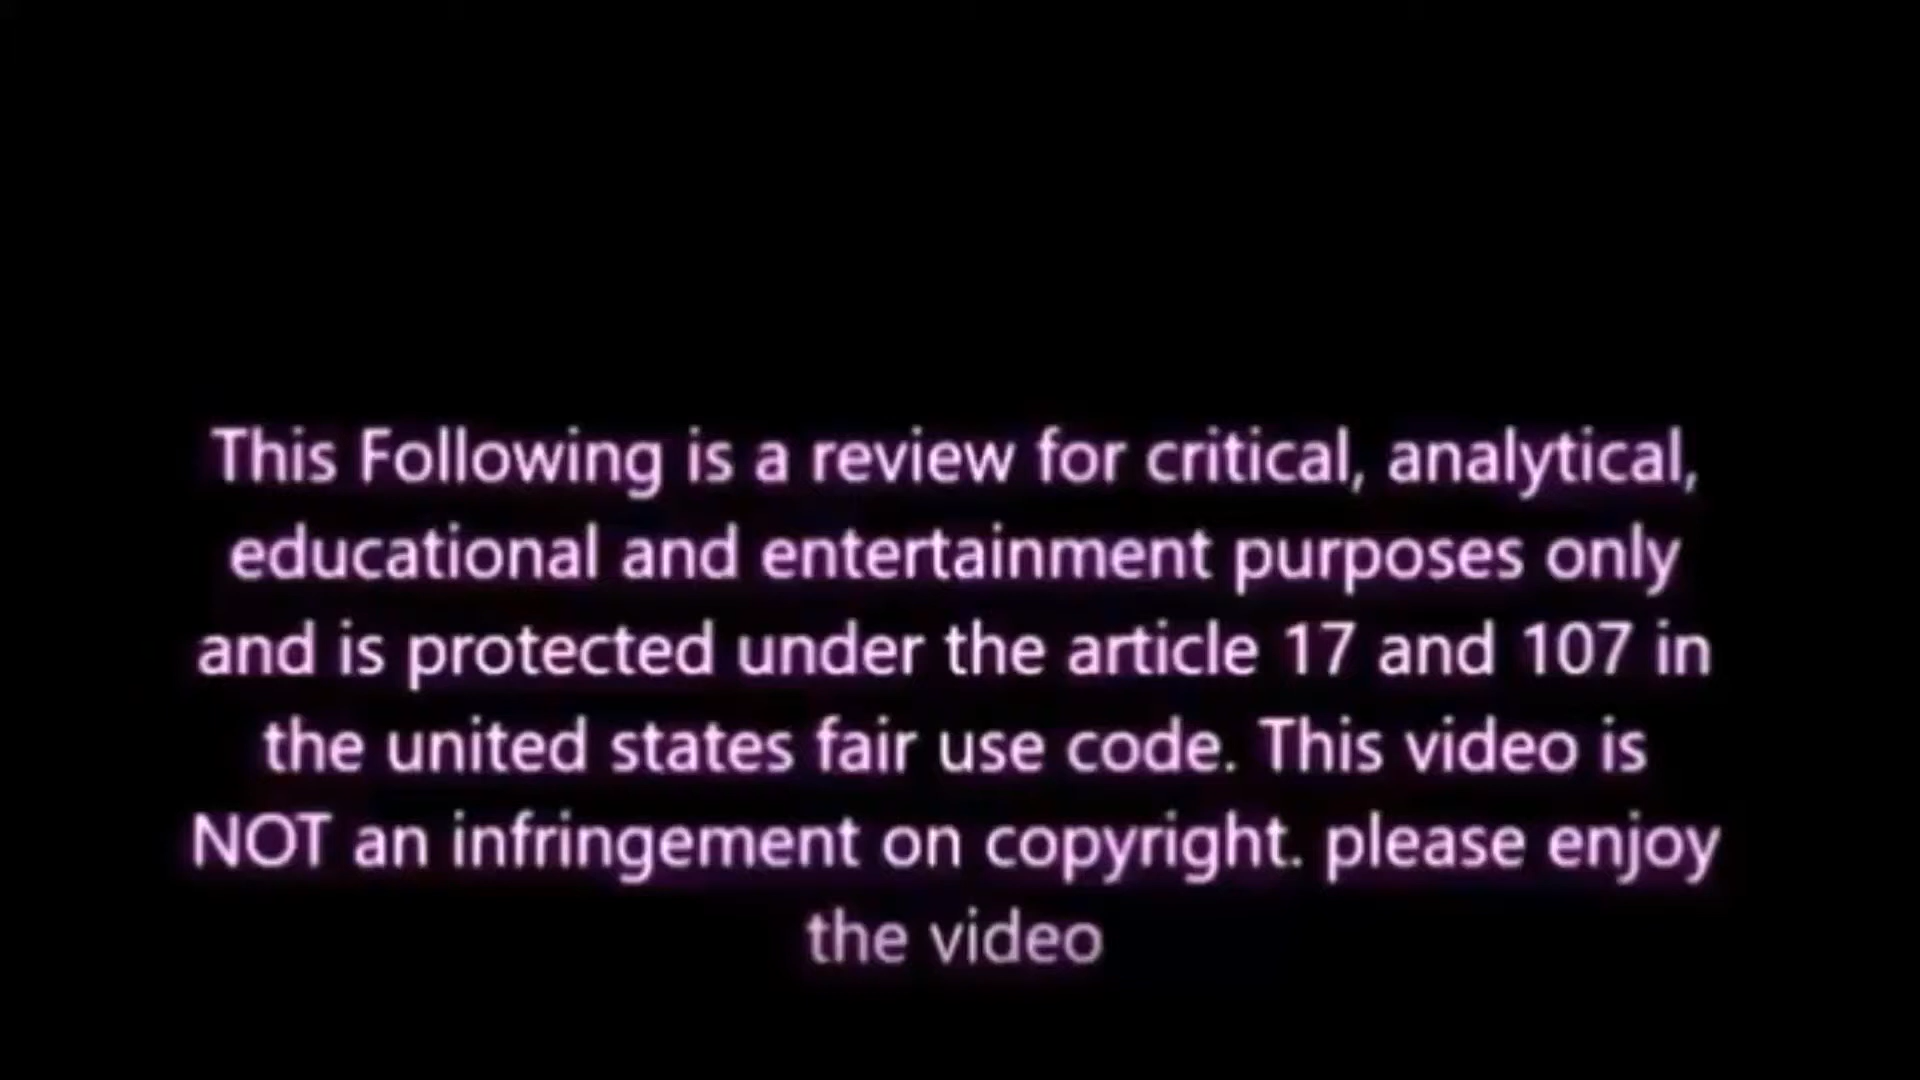 This Following is a review for critical, analytical,
educational and entertainment purposes only
and is protected under the article 17 and 107 in
the united states fair use code. This video is
NOT an infringement on copyright. please enjoy
the video